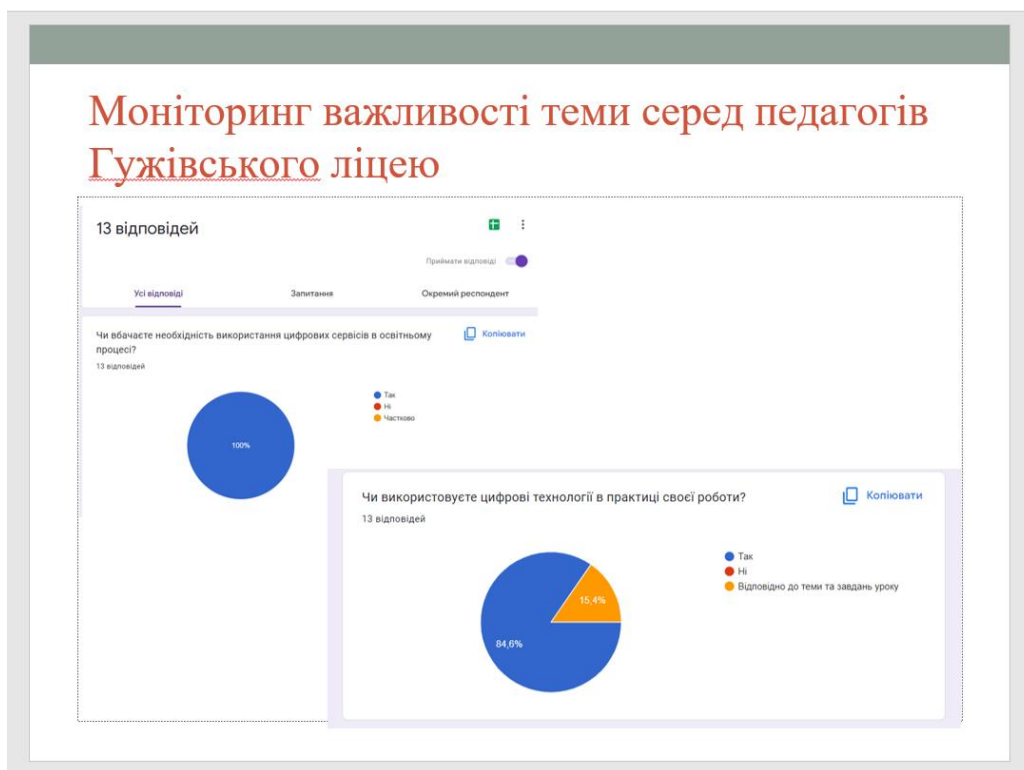 Моніторинг важливості теми серед педагогів
Гужівського ліцею
13 відповідей
Приймати відповіді
Усі відповіді
Запитання
Окремий респондент
Чи вбачаєте необхідність використання цифрових сервісів в освітньому
процесі?
Копіювати
13 відповідей
Так
Ні
Частково
100%
Чи використовуєте цифрові технології в практиці своєї роботи?
Копіювати
13 відповідей
Так
Ні
Відповідно до теми та завдань уроку
15,4%
84,6%